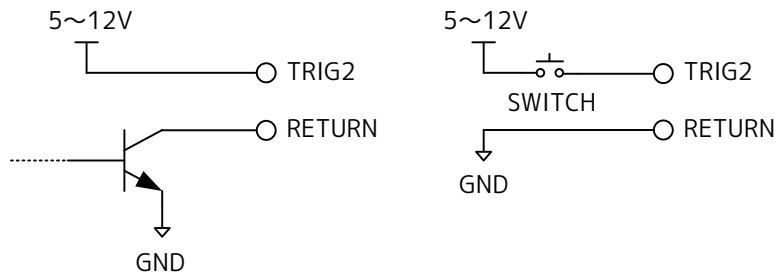 5～12V
TRIG2
RETURN
GND
5～12V
TRIG2
SWITCH
RETURN
GND